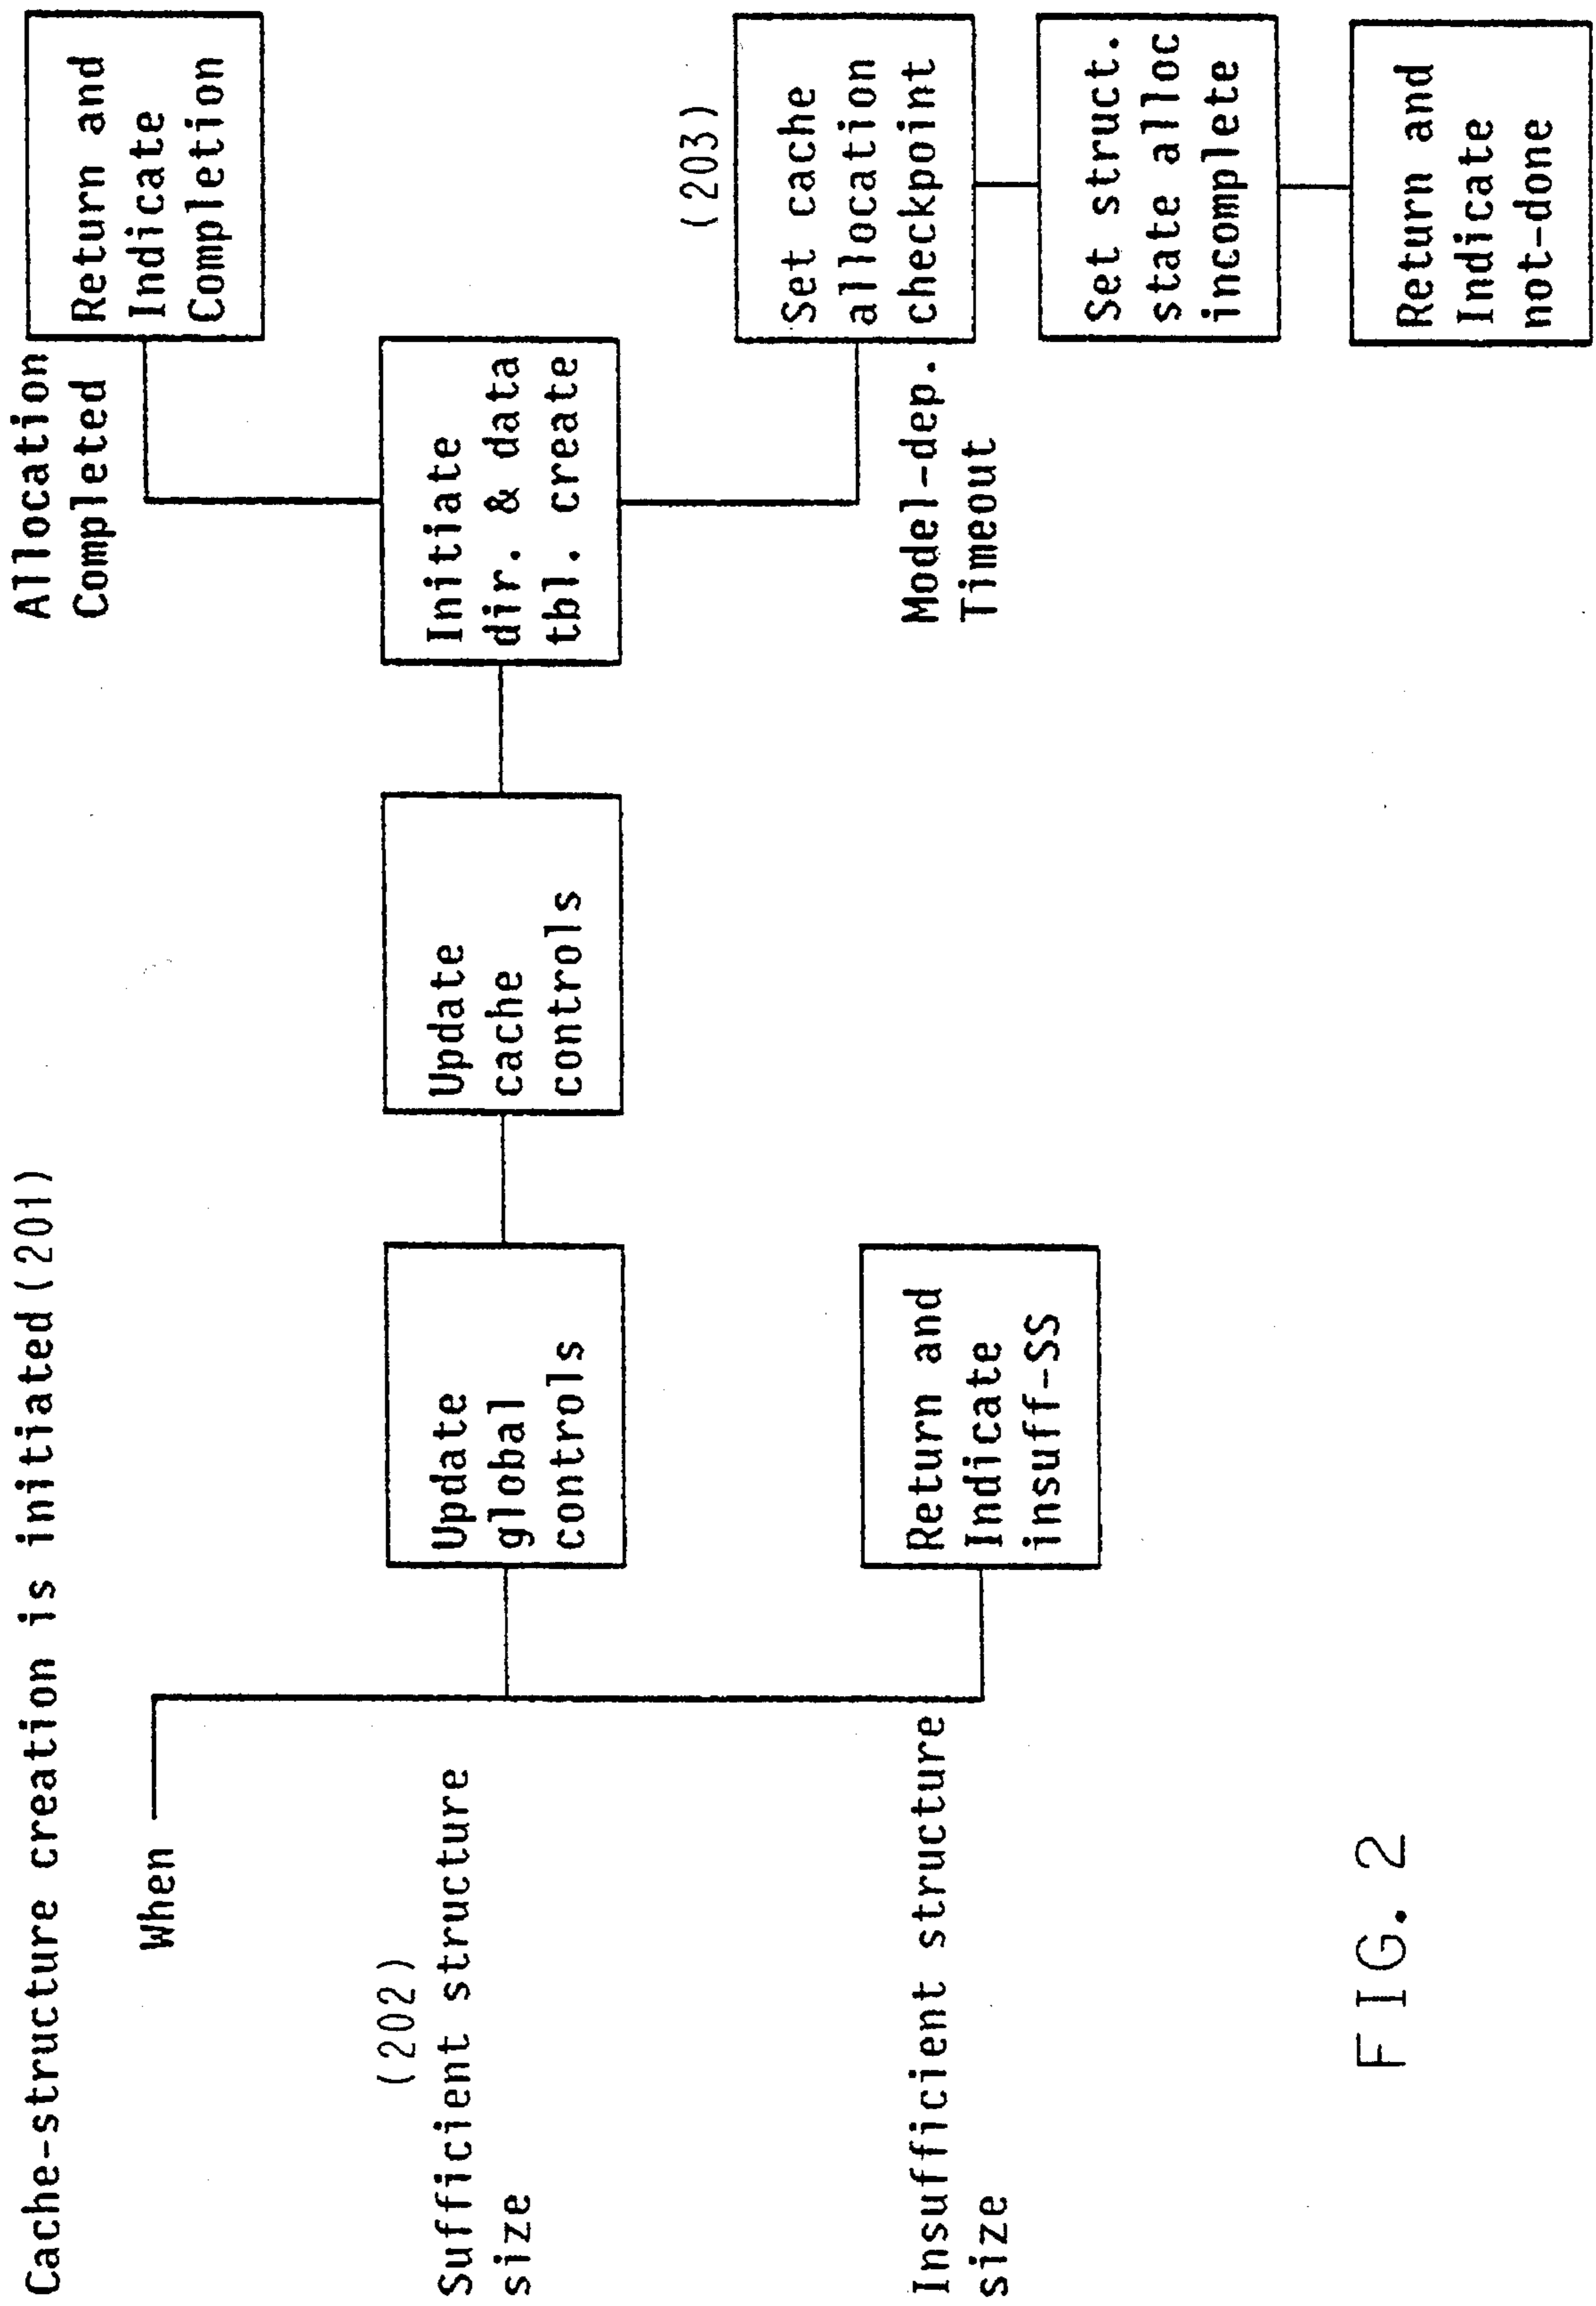 Cache-structure creation is initiated(201)
When
(202)
Sufficient structure
size
Update
global
controls
Update
cache
controls
Initiate
dir. & data
tbl. create
Allocation
Completed
Return and
Indicate
Completion
Model-dep.
Timeout
(203)
Set cache
allocation
checkpoint
Set struct.
state alloc
incomplete
Return and
Indicate
not-done
Insufficient structure
size
Return and
Indicate
insuff-SS
FIG. 2